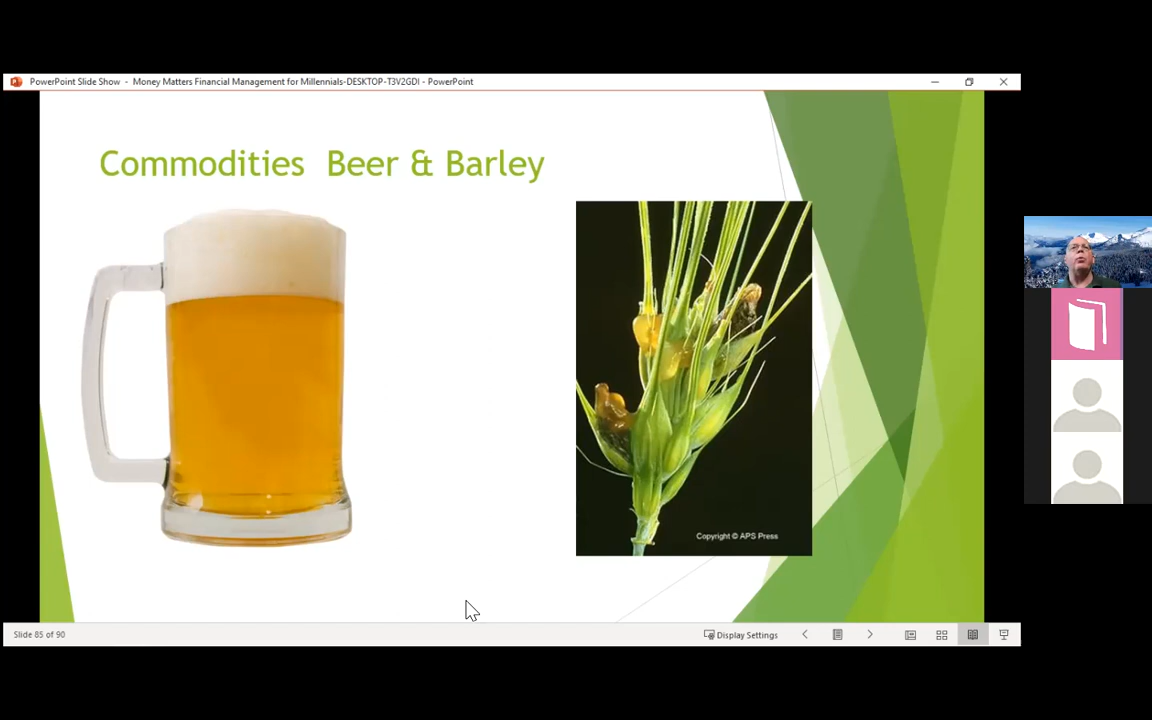 PowerPoint Slide Show - Money Matters Financial Management for Millennials-DESKTOP-T3V2GDI - PowerPoint
Commodities Beer & Barley
Copyright © APS Press
Slide 85 of 90
Display Settings